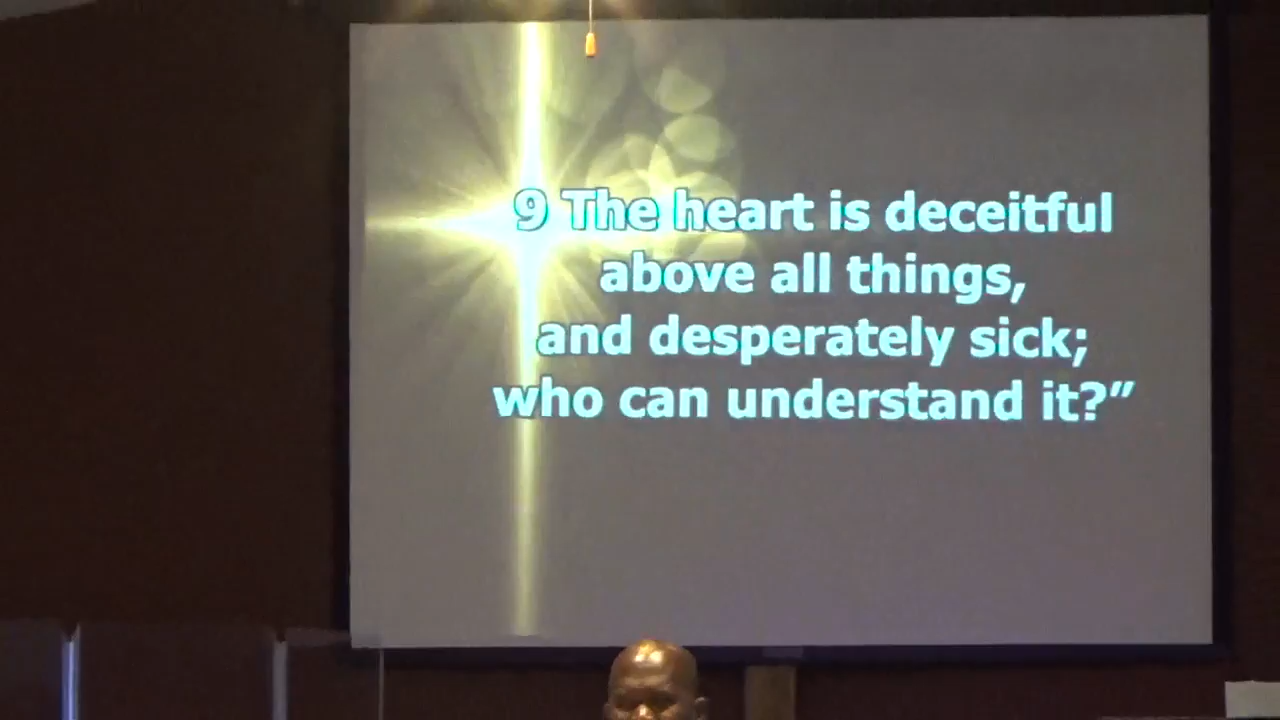 9 The heart is deceitful
above all things,
and desperately sick;
who can understand it?”